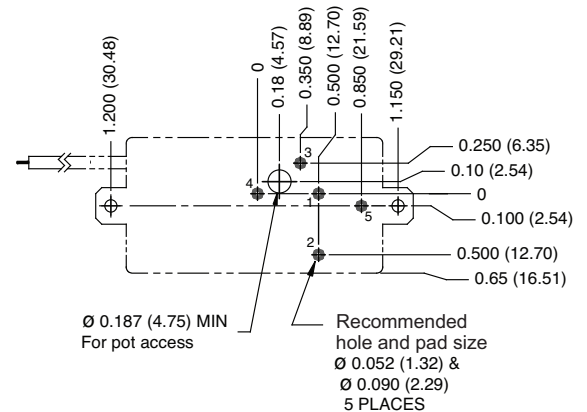 1.200 (30.48)
0
0.18 (4.57)
0.350 (8.89)
0.500 (12.70)
0.850 (21.59)
1.150 (29.21)
3
0.250 (6.35)
0.10 (2.54)
4
1
0
5
0.100 (2.54)
2
0.500 (12.70)
0.65 (16.51)
Ø 0.187 (4.75) MIN
For pot access
Recommended
hole and pad size
Ø 0.052 (1.32) &
Ø 0.090 (2.29)
5 PLACES